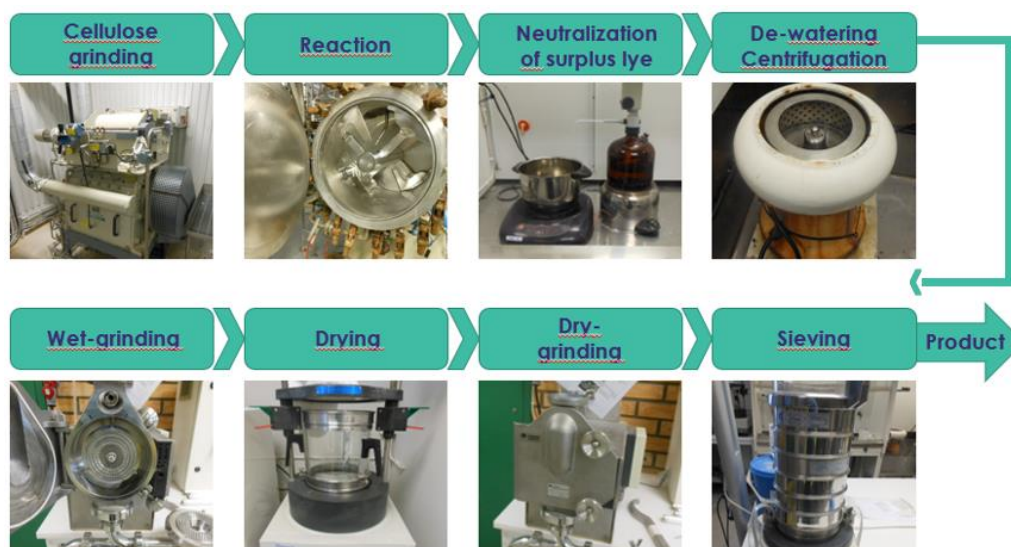 Cellulose
grinding
Reaction
Neutralization
of surplus lye
De-watering
Centrifugation
Wet-grinding
Drying
Dry-
grinding
Sieving
Product